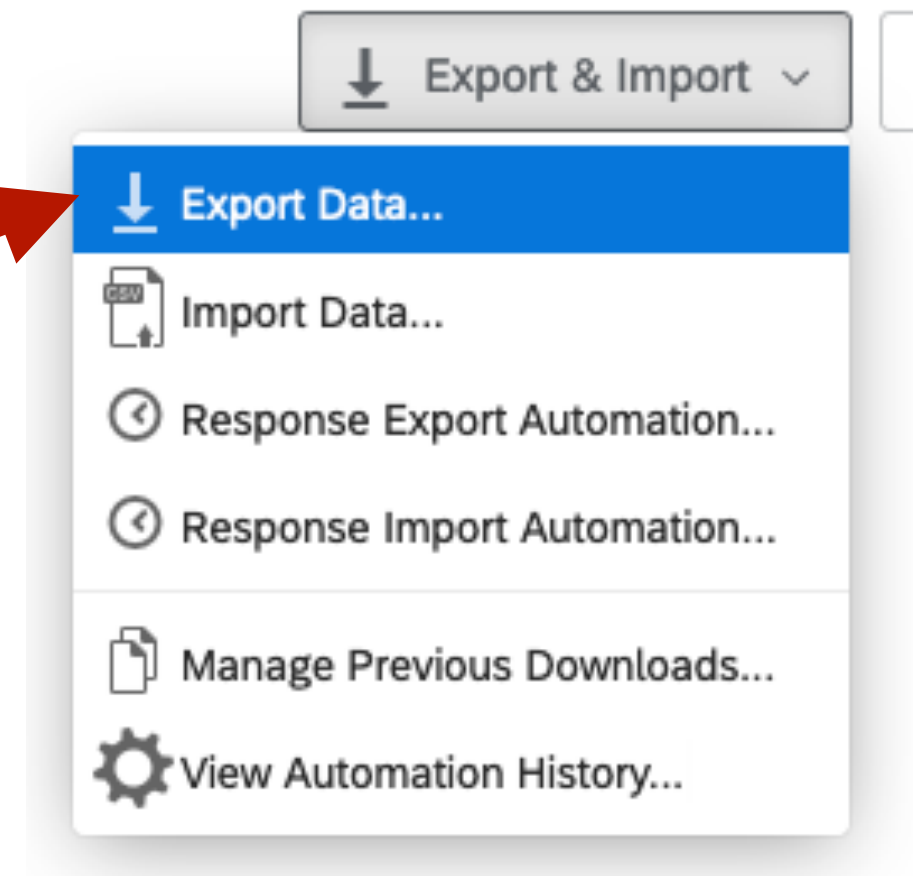 Export & Import
Export Data...
CSV
Import Data...
Response Export Automation...
Response Import Automation...
Manage Previous Downloads...
View Automation History...